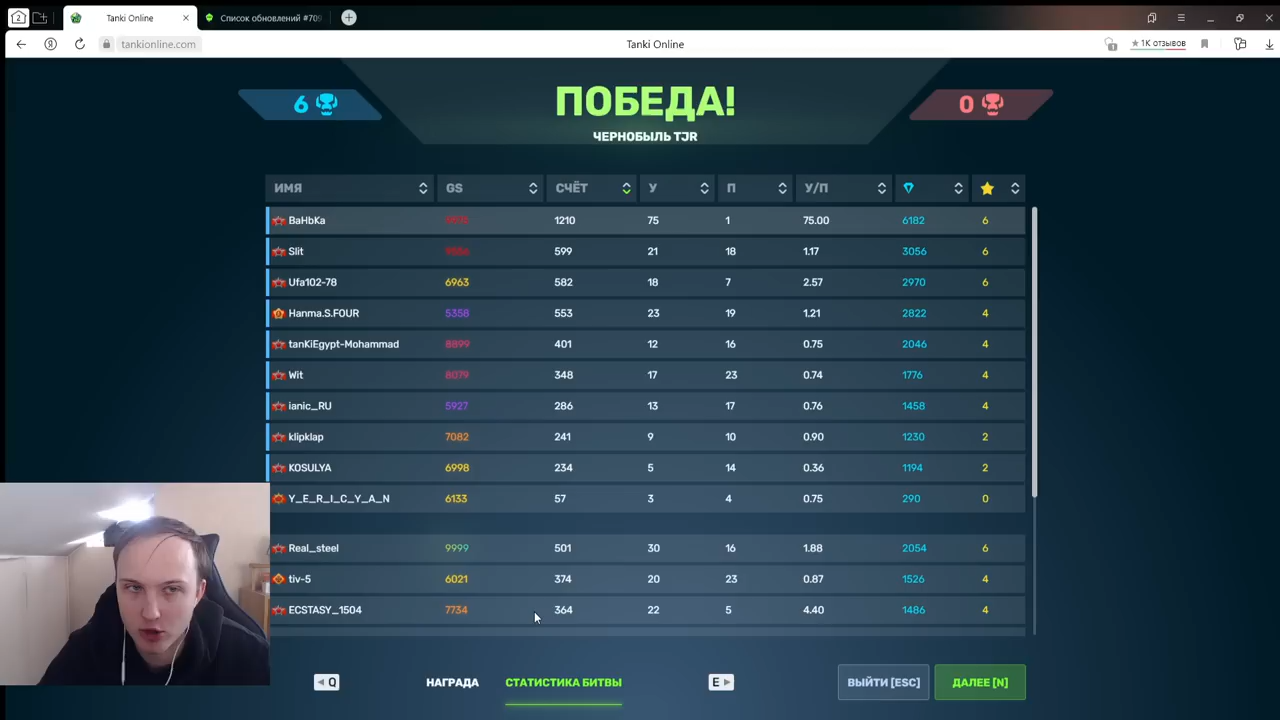 2
Tanki Online
Список обновлений #709
tankionline.com
Tanki Online
1К отзывов
6
ПОБЕДА!
ЧЕРНОБЫЛЬ TJR
0
ИМЯ GS СЧЁТ У П У/П
BaHbKa 1210 75 1 75.00 6182 6
Slit 599 21 18 1.17 3056 6
Ufa102-78 6963 582 18 7 2.57 2970 6
Hanma.S.FOUR 5358 553 23 19 1.21 2822 4
tanKiEgypt-Mohammad 8899 401 12 16 0.75 2046 4
Wit 8079 348 17 23 0.74 1776 4
ianic_RU 5927 286 13 17 0.76 1458 4
klipklap 7082 241 9 10 0.90 1230 2
KOSULYA 6998 234 5 14 0.36 1194 2
Y_E_R_I_C_Y_A_N 6133 57 3 4 0.75 290 0
Real_steel 9999 501 30 16 1.88 2054 6
tiv-5 6021 374 20 23 0.87 1526 4
ECSTASY_1504 7734 364 22 5 4.40 1486 4
Q НАГРАДА СТАТИСТИКА БИТВЫ E ВЫЙТИ [ESC] ДАЛЕЕ [N]